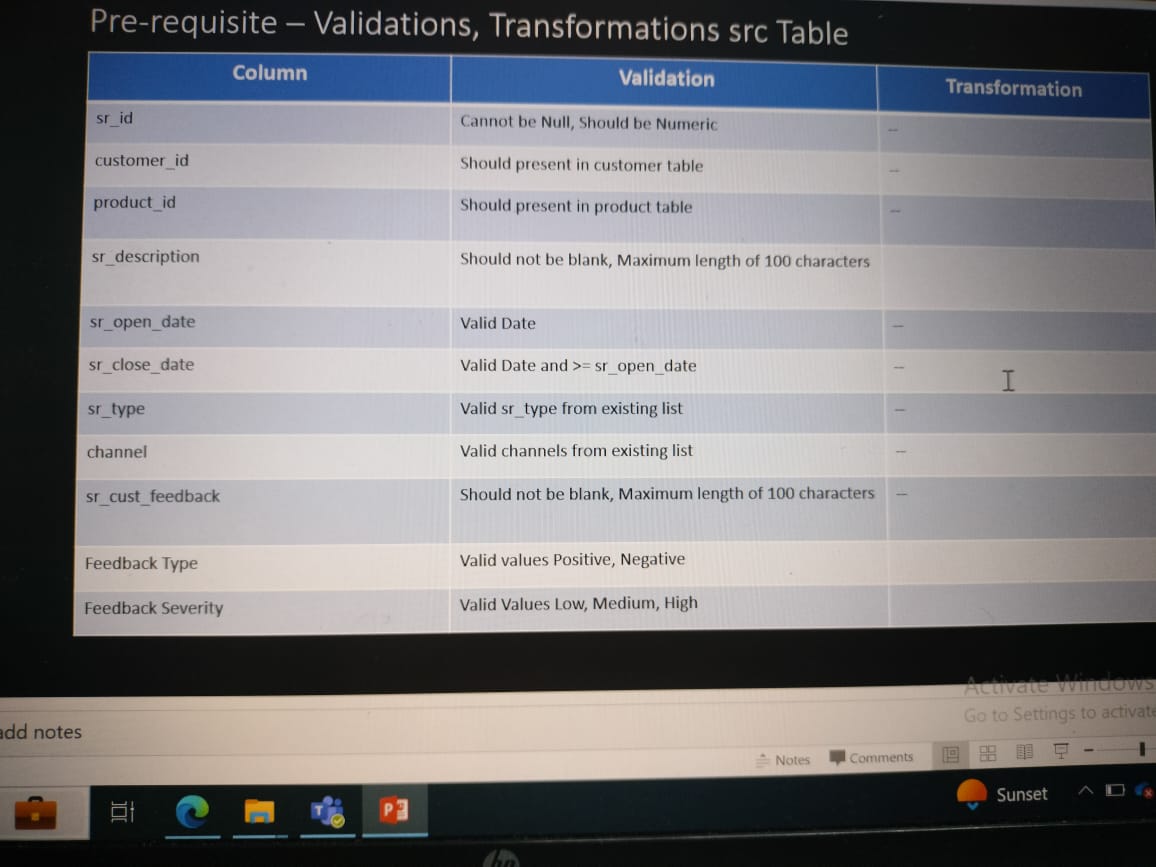 Pre-requisite – Validations, Transformations src Table
Column Validation Transformation
sr_id Cannot be Null, Should be Numeric --
customer_id Should present in customer table --
product_id Should present in product table --
sr_description Should not be blank, Maximum length of 100 characters
sr_open_date Valid Date --
sr_close_date Valid Date and >= sr_open_date --
sr_type Valid sr_type from existing list --
channel Valid channels from existing list --
sr_cust_feedback Should not be blank, Maximum length of 100 characters --
Feedback Type Valid values Positive, Negative
Feedback Severity Valid Values Low, Medium, High
Activate Windows
Go to Settings to activate
add notes
Notes Comments
Sunset
hp